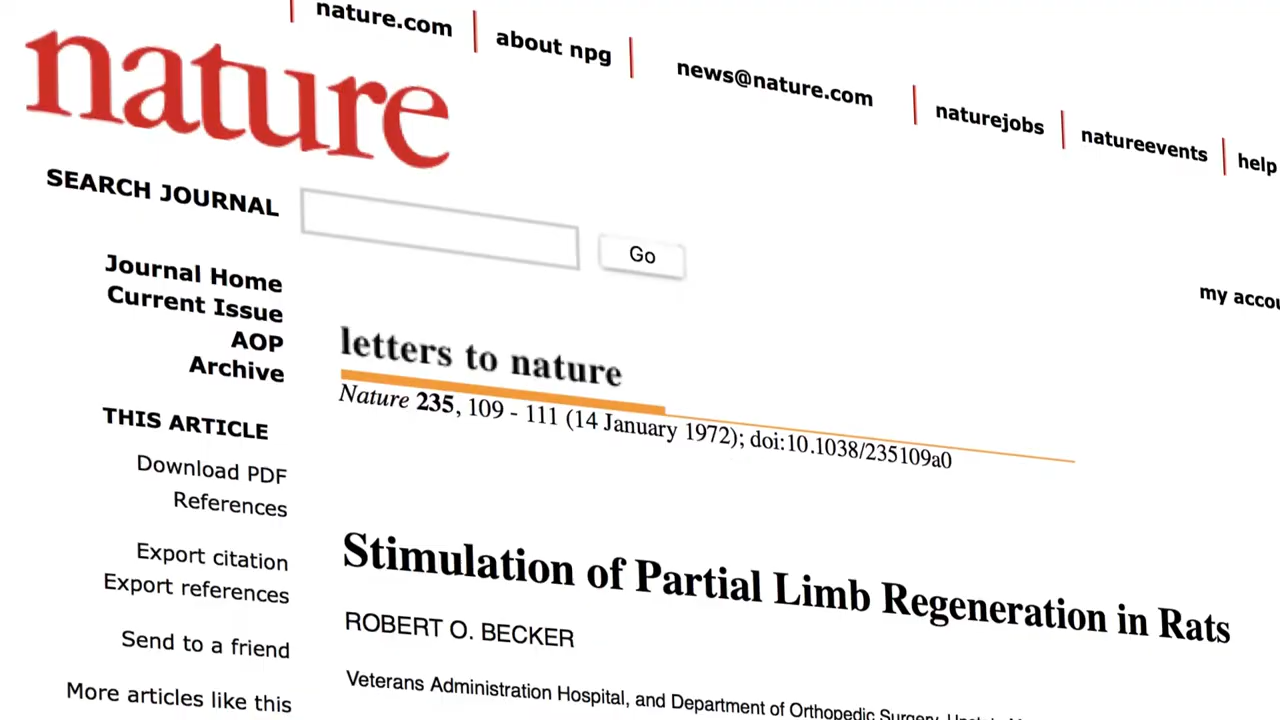 nature.com
about npg
news@nature.com
naturejobs
natureevents
help
nature
SEARCH JOURNAL
Go
my
Journal Home
Current Issue
AOP
Archive
letters to nature
Nature 235, 109 - 111 (14 January 1972); doi:10.1038/235109a0
THIS ARTICLE
Download PDF
References
Export citation
Export references
Send to a friend
More articles like this
Stimulation of Partial Limb Regeneration in Rats
ROBERT O. BECKER
Veterans Administration Hospital, and Department of Orthopedic Surgery,